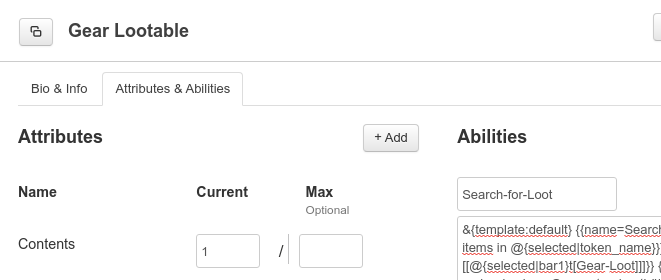 Gear Lootable
Bio & Info
Attributes & Abilities
Attributes
+ Add
Abilities
Name
Current
Max
Optional
Search-for-Loot
Contents
1
/
&{template:default} {{name=Search
items in @{selected|token_name}}
[[@{selected|bar1}t[Gear-Loot]]]}} {